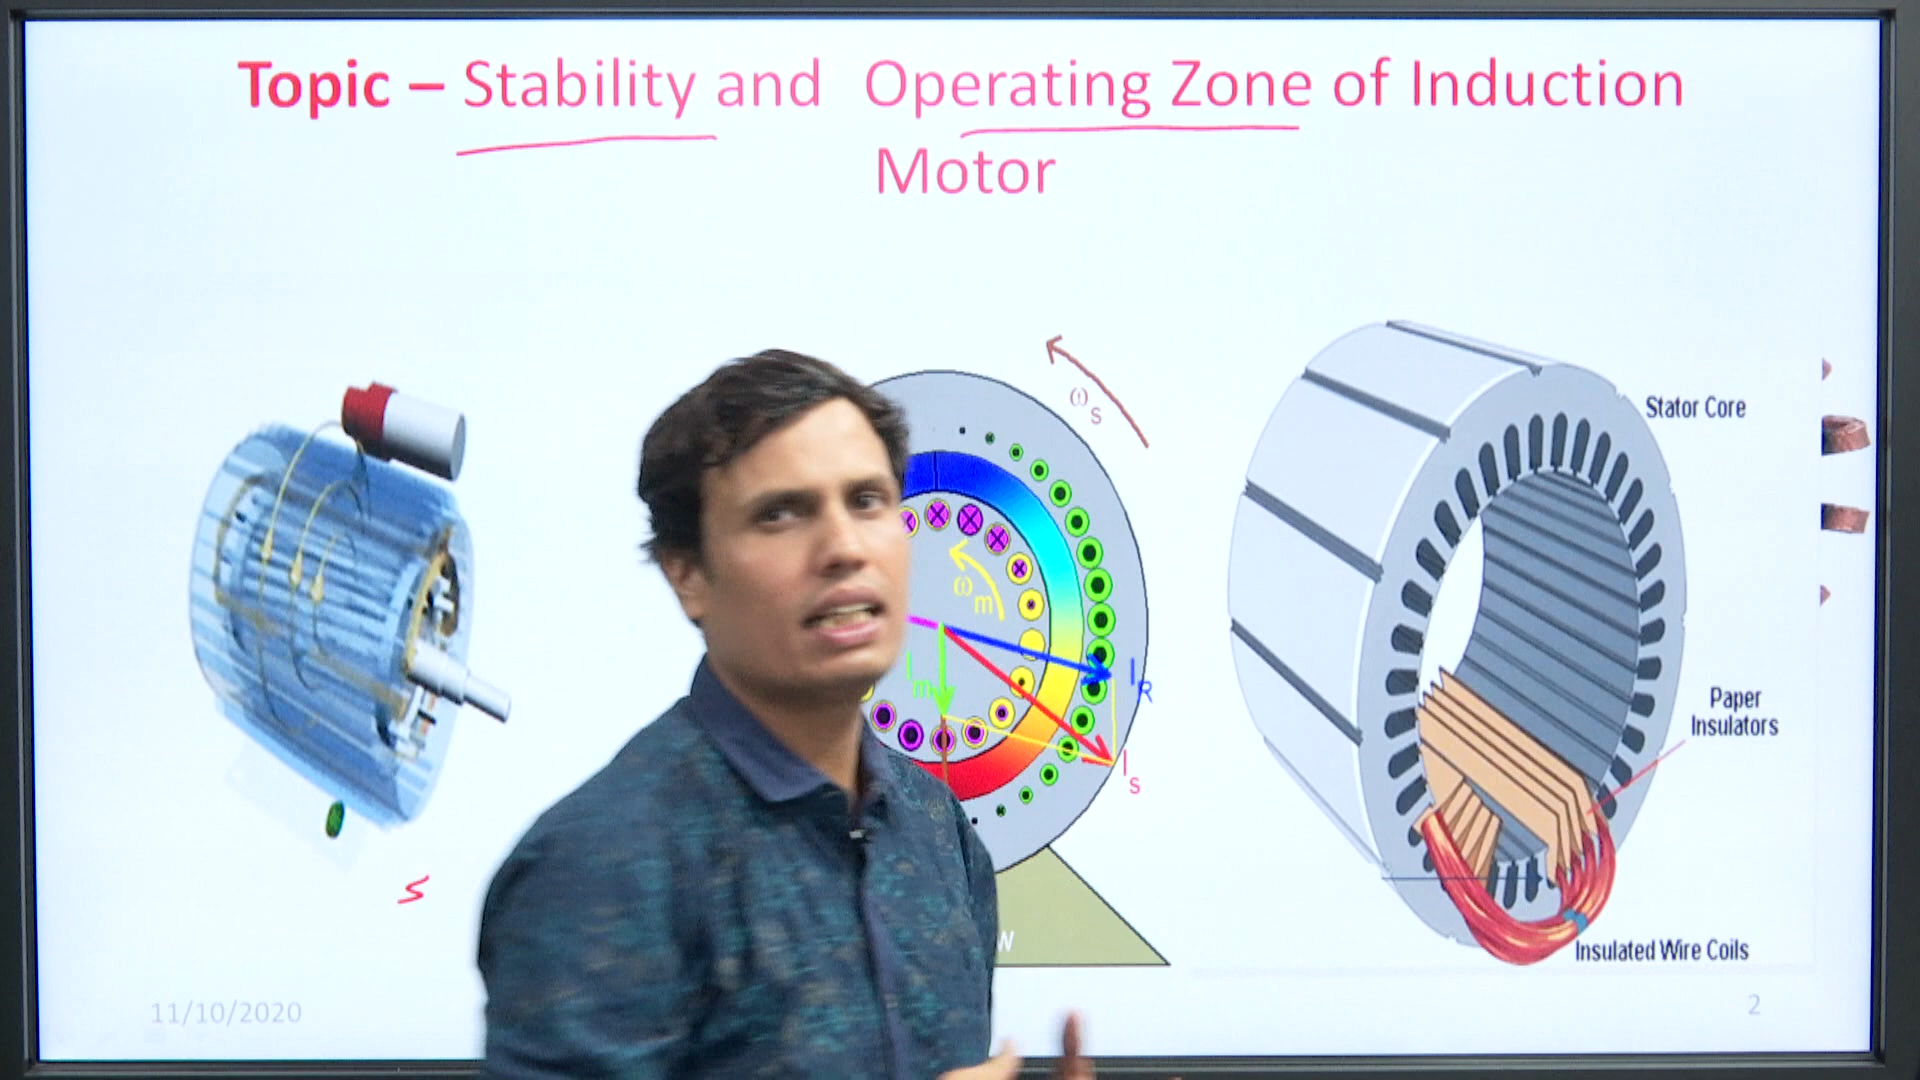 Topic – Stability and Operating Zone of Induction
Motor
ωs
Stator Core
ωm
Im
IR
Paper
Insulators
Is
s
W
Insulated Wire Coils
11/10/2020
2